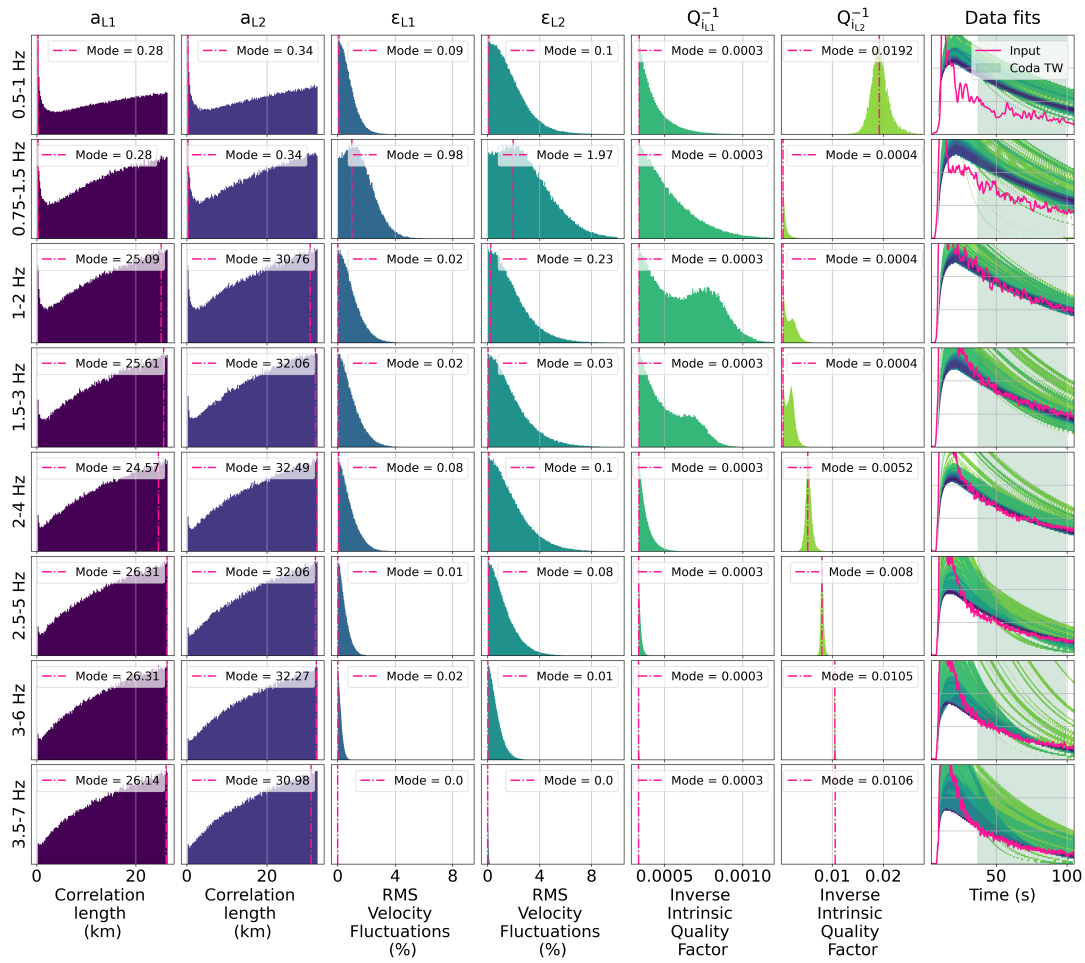 a_L1 a_L2 ε_L1 ε_L2 Q⁻¹_i_L1 Q⁻¹_i_L2 Data fits
0.5-1 Hz Mode = 0.28 Mode = 0.34 Mode = 0.09 Mode = 0.1 Mode = 0.0003 Mode = 0.0192 Input
Coda TW
0.75-1.5 Hz Mode = 0.28 Mode = 0.34 Mode = 0.98 Mode = 1.97 Mode = 0.0003 Mode = 0.0004
1-2 Hz Mode = 25.09 Mode = 30.76 Mode = 0.02 Mode = 0.23 Mode = 0.0003 Mode = 0.0004
1.5-3 Hz Mode = 25.61 Mode = 32.06 Mode = 0.02 Mode = 0.03 Mode = 0.0003 Mode = 0.0004
2-4 Hz Mode = 24.57 Mode = 32.49 Mode = 0.08 Mode = 0.1 Mode = 0.0003 Mode = 0.0052
2.5-5 Hz Mode = 26.31 Mode = 32.06 Mode = 0.01 Mode = 0.08 Mode = 0.0003 Mode = 0.008
3-6 Hz Mode = 26.31 Mode = 32.27 Mode = 0.02 Mode = 0.01 Mode = 0.0003 Mode = 0.0105
3.5-7 Hz Mode = 26.14 Mode = 30.98 Mode = 0.0 Mode = 0.0 Mode = 0.0003 Mode = 0.0106
0 20 0 20 0 4 8 0 4 8 0.0005 0.0010 0.01 0.02 50 100
Correlation Correlation RMS RMS Inverse Inverse Time (s)
length length Velocity Velocity Intrinsic Intrinsic
(km) (km) Fluctuations Fluctuations Quality Quality
(%) (%) Factor Factor